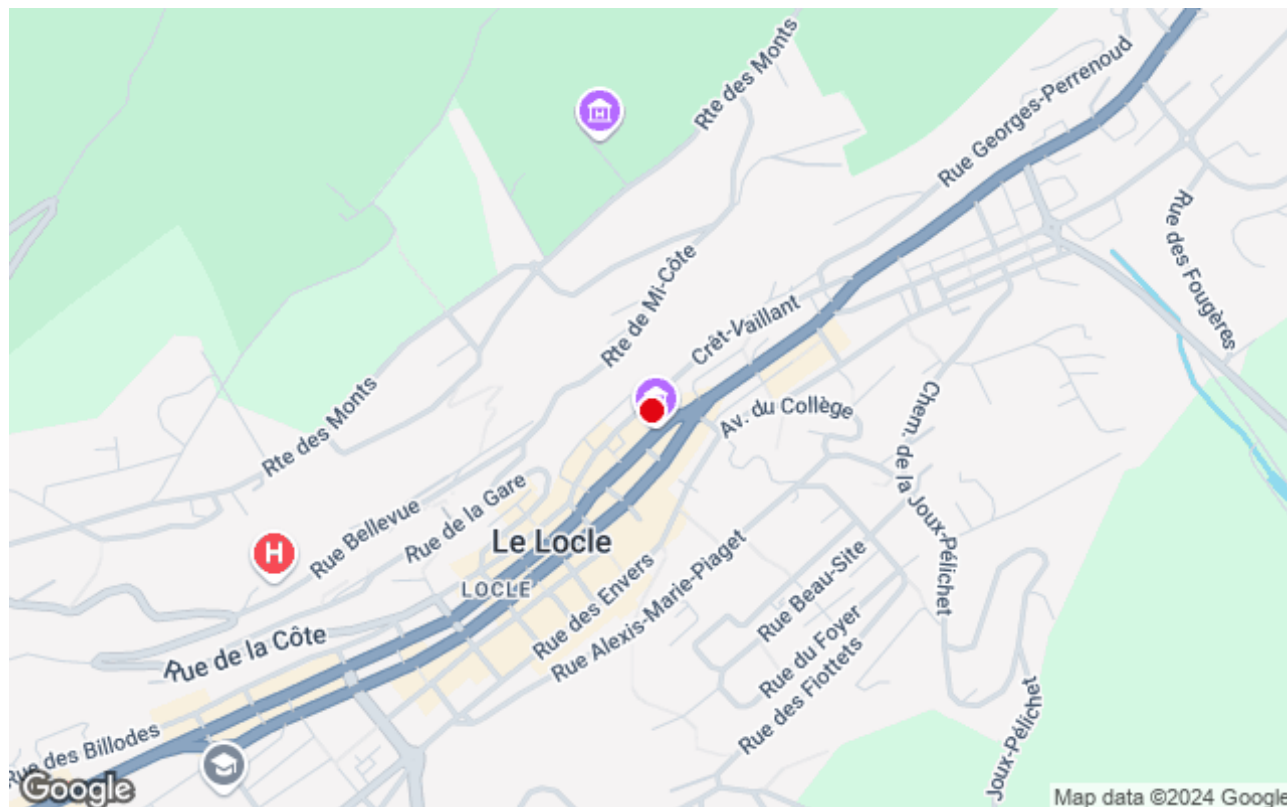 Rte des Monts
Rue Georges-Perrenoud
H
Rue des Fougères
Rte de Mi-Côte
Crêt-Vaillant
Rte des Monts
Av. du Collège
Chem. de la Joux-Pélichet
Rue Bellevue
Rue de la Gare
H
Le Locle
LOCLE
Rue des Envers
Rue Alexis-Marie-Piaget
Rue Beau-Site
Rue de la Côte
Rue du Foyer
Rue des Fiottets
Joux-Pélichet
Rue des Billodes
Google
Map data ©2024 Google